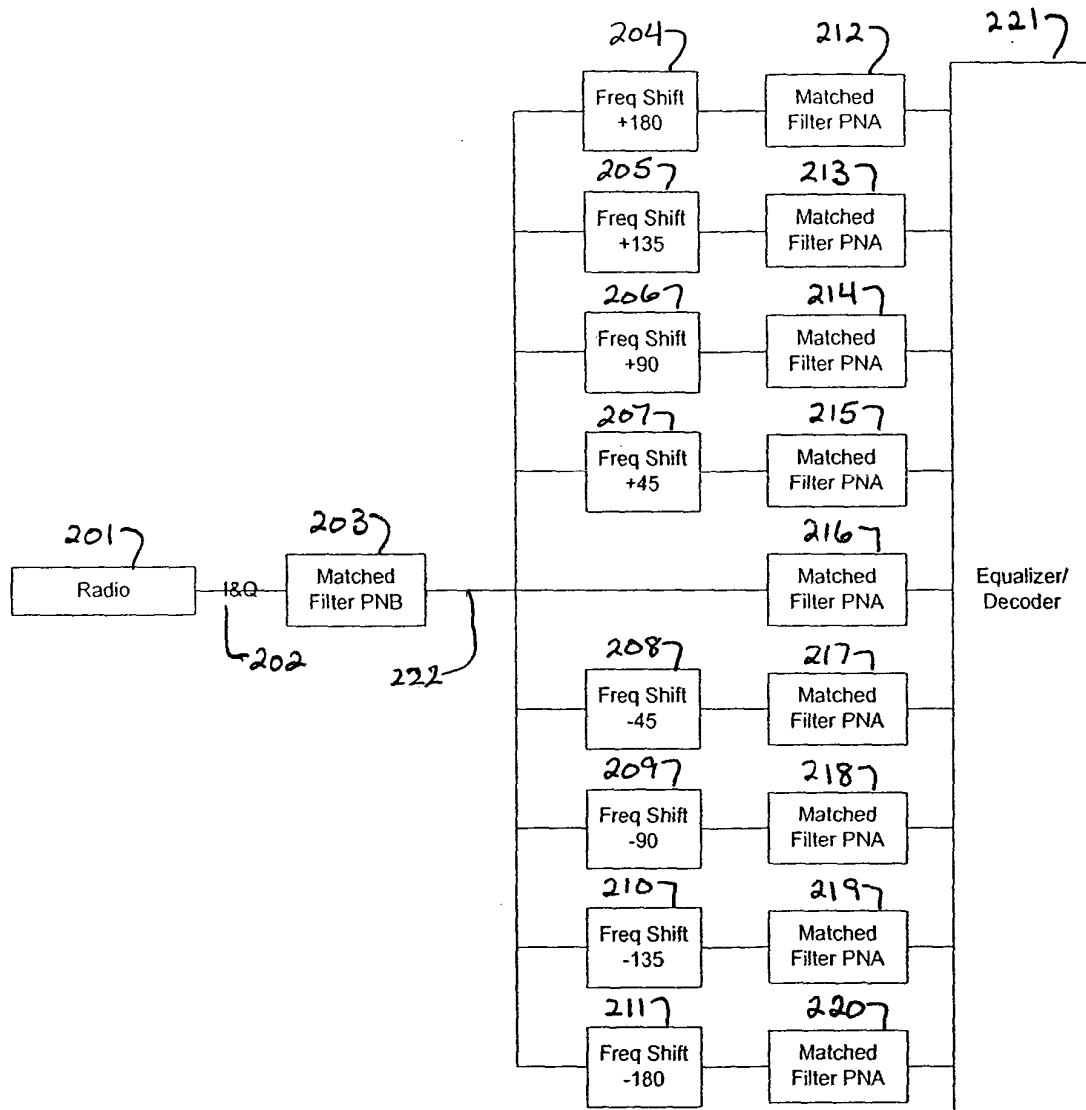 204
212
221
Freq Shift
+180
Matched
Filter PNA
205
213
Freq Shift
+135
Matched
Filter PNA
206
214
Freq Shift
+90
Matched
Filter PNA
207
215
Freq Shift
+45
Matched
Filter PNA
201
203
216
Radio
I&Q
Matched
Filter PNB
Matched
Filter PNA
Equalizer/
Decoder
202
222
208
217
Freq Shift
-45
Matched
Filter PNA
209
218
Freq Shift
-90
Matched
Filter PNA
210
219
Freq Shift
-135
Matched
Filter PNA
211
220
Freq Shift
-180
Matched
Filter PNA